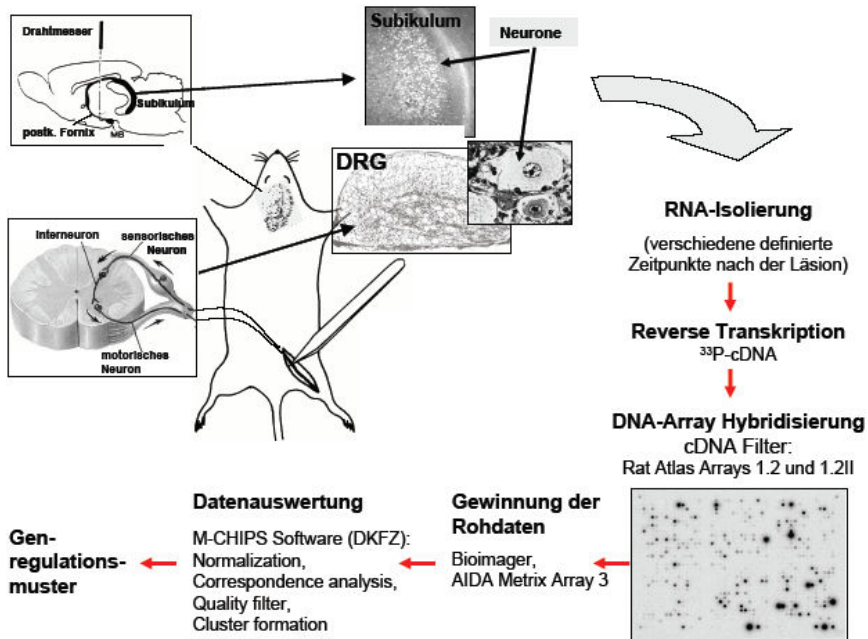 Drahtmesser
Subikulum
postk. Fornix
MB
Subikulum
Neurone
DRG
Interneuron
sensorisches
Neuron
motorisches
Neuron
RNA-Isolierung
(verschiedene definierte
Zeitpunkte nach der Läsion)
Reverse Transkription
³³P-cDNA
DNA-Array Hybridisierung
cDNA Filter:
Rat Atlas Arrays 1.2 und 1.2II
Gewinnung der
Rohdaten
Bioimager,
AIDA Metrix Array 3
Datenauswertung
M-CHIPS Software (DKFZ):
Normalization,
Correspondence analysis,
Quality filter,
Cluster formation
Gen-
regulations-
muster